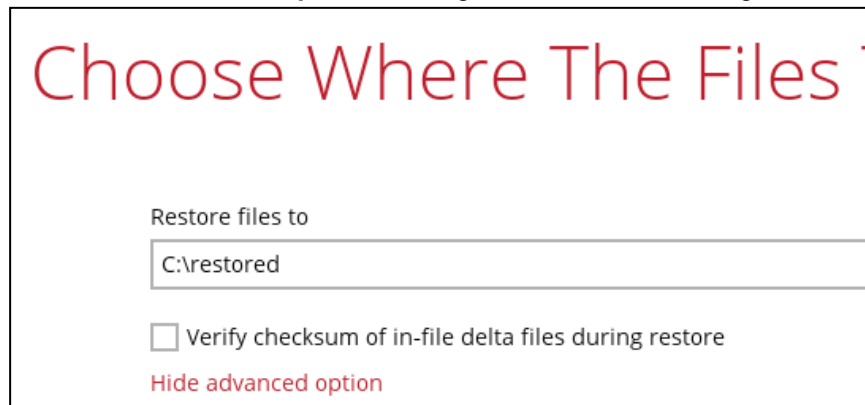 Choose Where The Files
Restore files to
C:\restored
Verify checksum of in-file delta files during restore
Hide advanced option